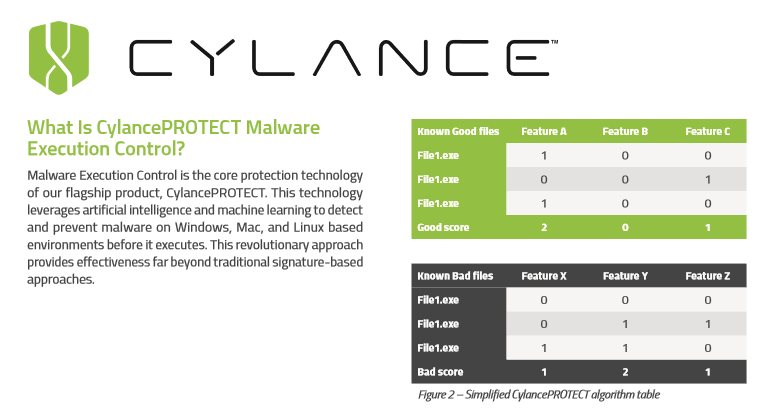 CYLANCE™
What Is CylancePROTECT Malware
Execution Control?
Malware Execution Control is the core protection technology
of our flagship product, CylancePROTECT. This technology
leverages artificial intelligence and machine learning to detect
and prevent malware on Windows, Mac, and Linux based
environments before it executes. This revolutionary approach
provides effectiveness far beyond traditional signature-based
approaches.
Known Good files Feature A Feature B Feature C
File1.exe 1 0 0
File1.exe 0 0 1
File1.exe 1 0 0
Good score 2 0 1
Known Bad files Feature X Feature Y Feature Z
File1.exe 0 0 0
File1.exe 0 1 1
File1.exe 1 1 0
Bad score 1 2 1
Figure 2 – Simplified CylancePROTECT algorithm table